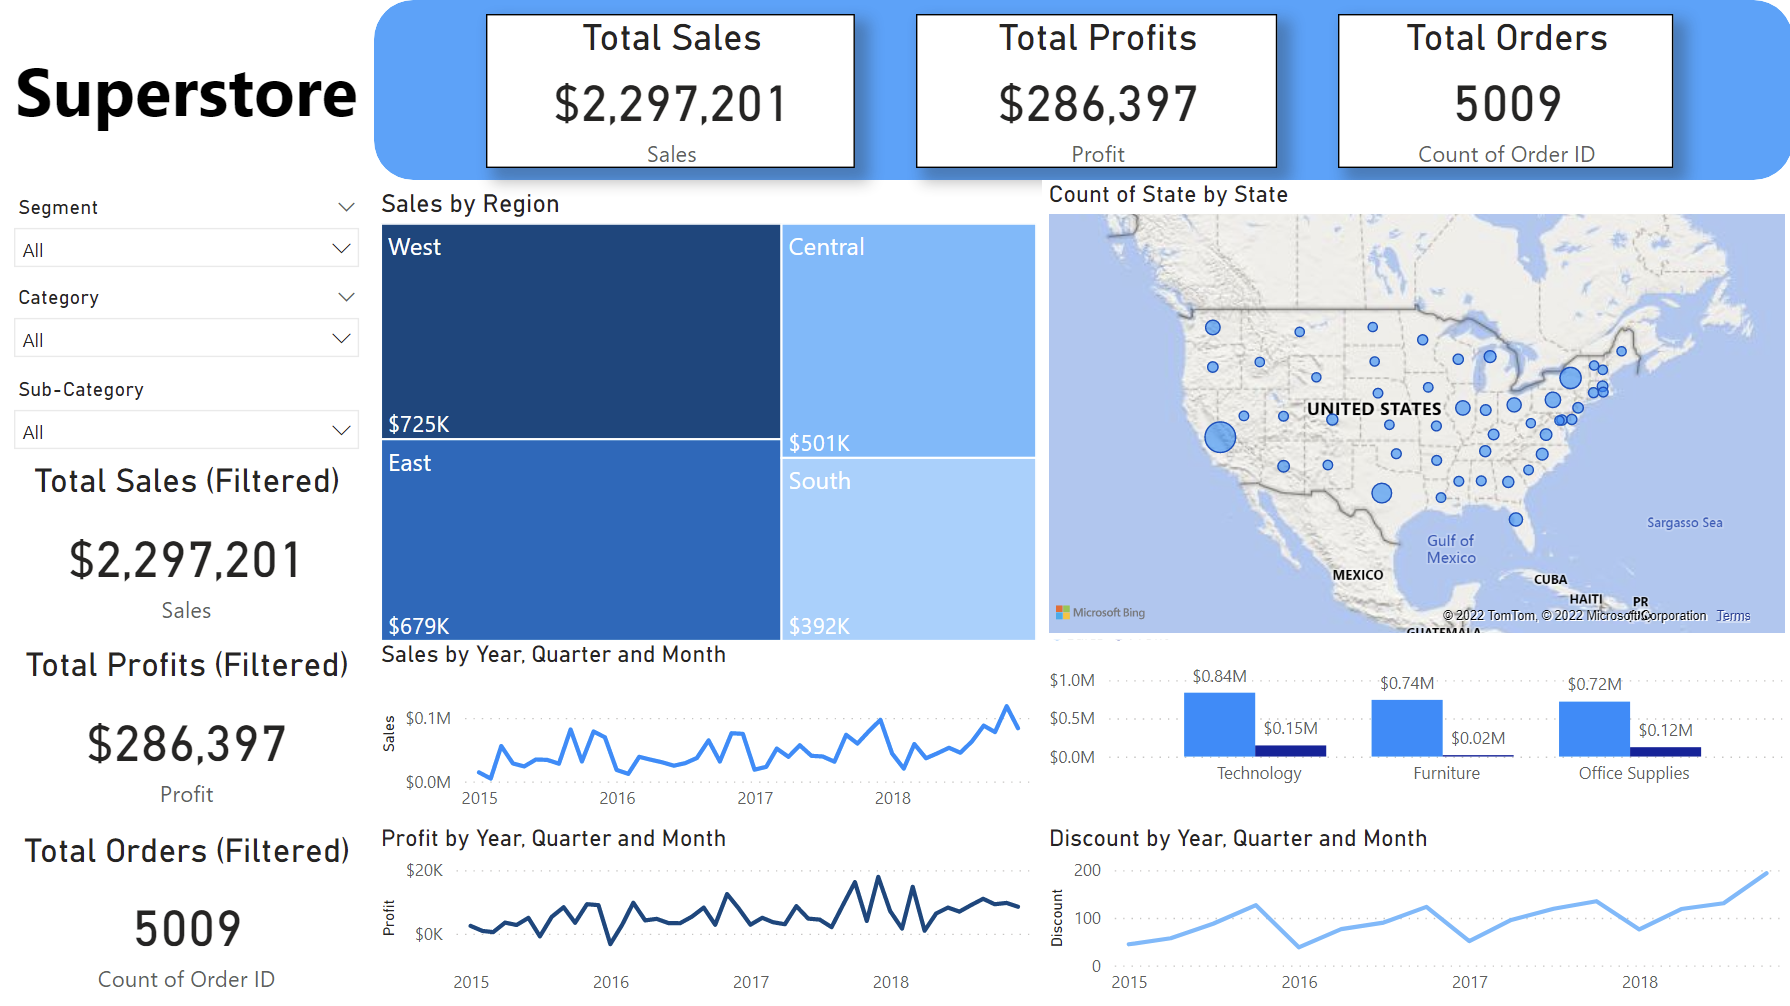 Superstore
Total Sales
$2,297,201
Sales
Total Profits
$286,397
Profit
Total Orders
5009
Count of Order ID
Segment
All
Category
All
Sub-Category
All
Total Sales (Filtered)
$2,297,201
Sales
Total Profits (Filtered)
$286,397
Profit
Total Orders (Filtered)
5009
Count of Order ID
Sales by Region
West
$725K
East
$679K
Central
$501K
South
$392K
Count of State by State
UNITED STATES
MEXICO
Gulf of
Mexico
Sargasso Sea
CUBA
HAITI
PR
GUATEMALA
Microsoft Bing
© 2022 TomTom, © 2022 Microsoft Corporation Terms
Sales by Year, Quarter and Month
Sales
$0.1M
$0.0M
2015 2016 2017 2018
$1.0M
$0.5M
$0.0M
$0.84M
$0.15M
$0.74M
$0.02M
$0.72M
$0.12M
Technology Furniture Office Supplies
Profit by Year, Quarter and Month
Profit
$20K
$0K
2015 2016 2017 2018
Discount by Year, Quarter and Month
Discount
200
100
0
2015 2016 2017 2018